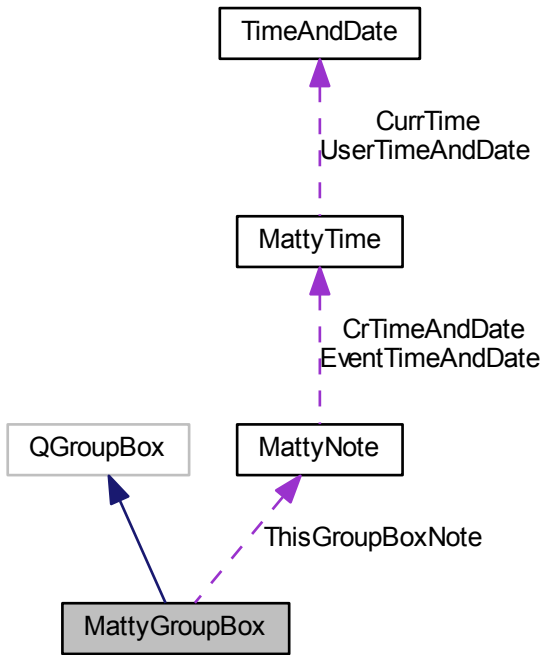 TimeAndDate
CurrTime
UserTimeAndDate
MattyTime
CrTimeAndDate
EventTimeAndDate
QGroupBox
MattyNote
ThisGroupBoxNote
MattyGroupBox